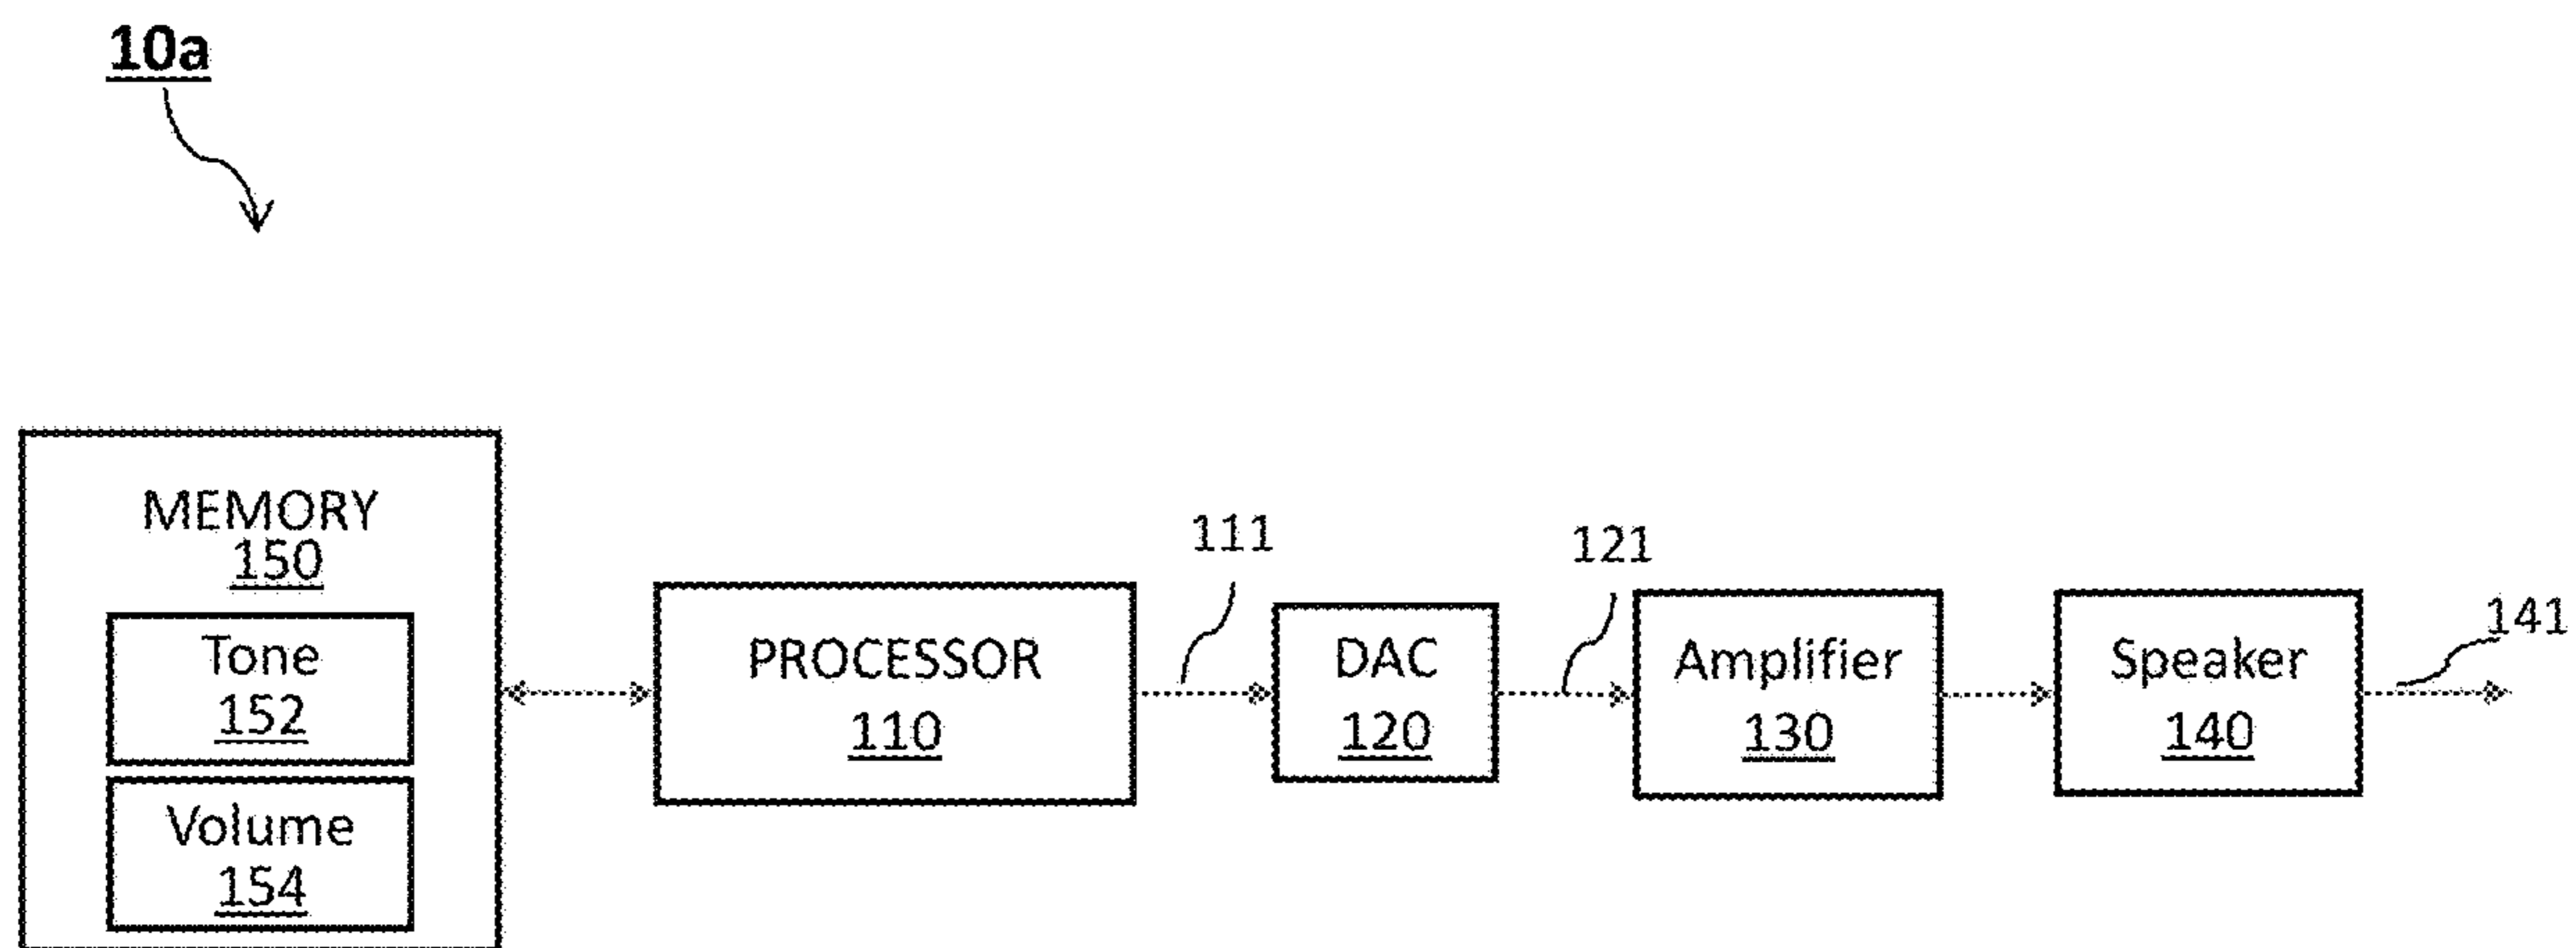 10a
MEMORY
150
Tone
152
Volume
154
PROCESSOR
110
111
DAC
120
121
Amplifier
130
Speaker
140
141